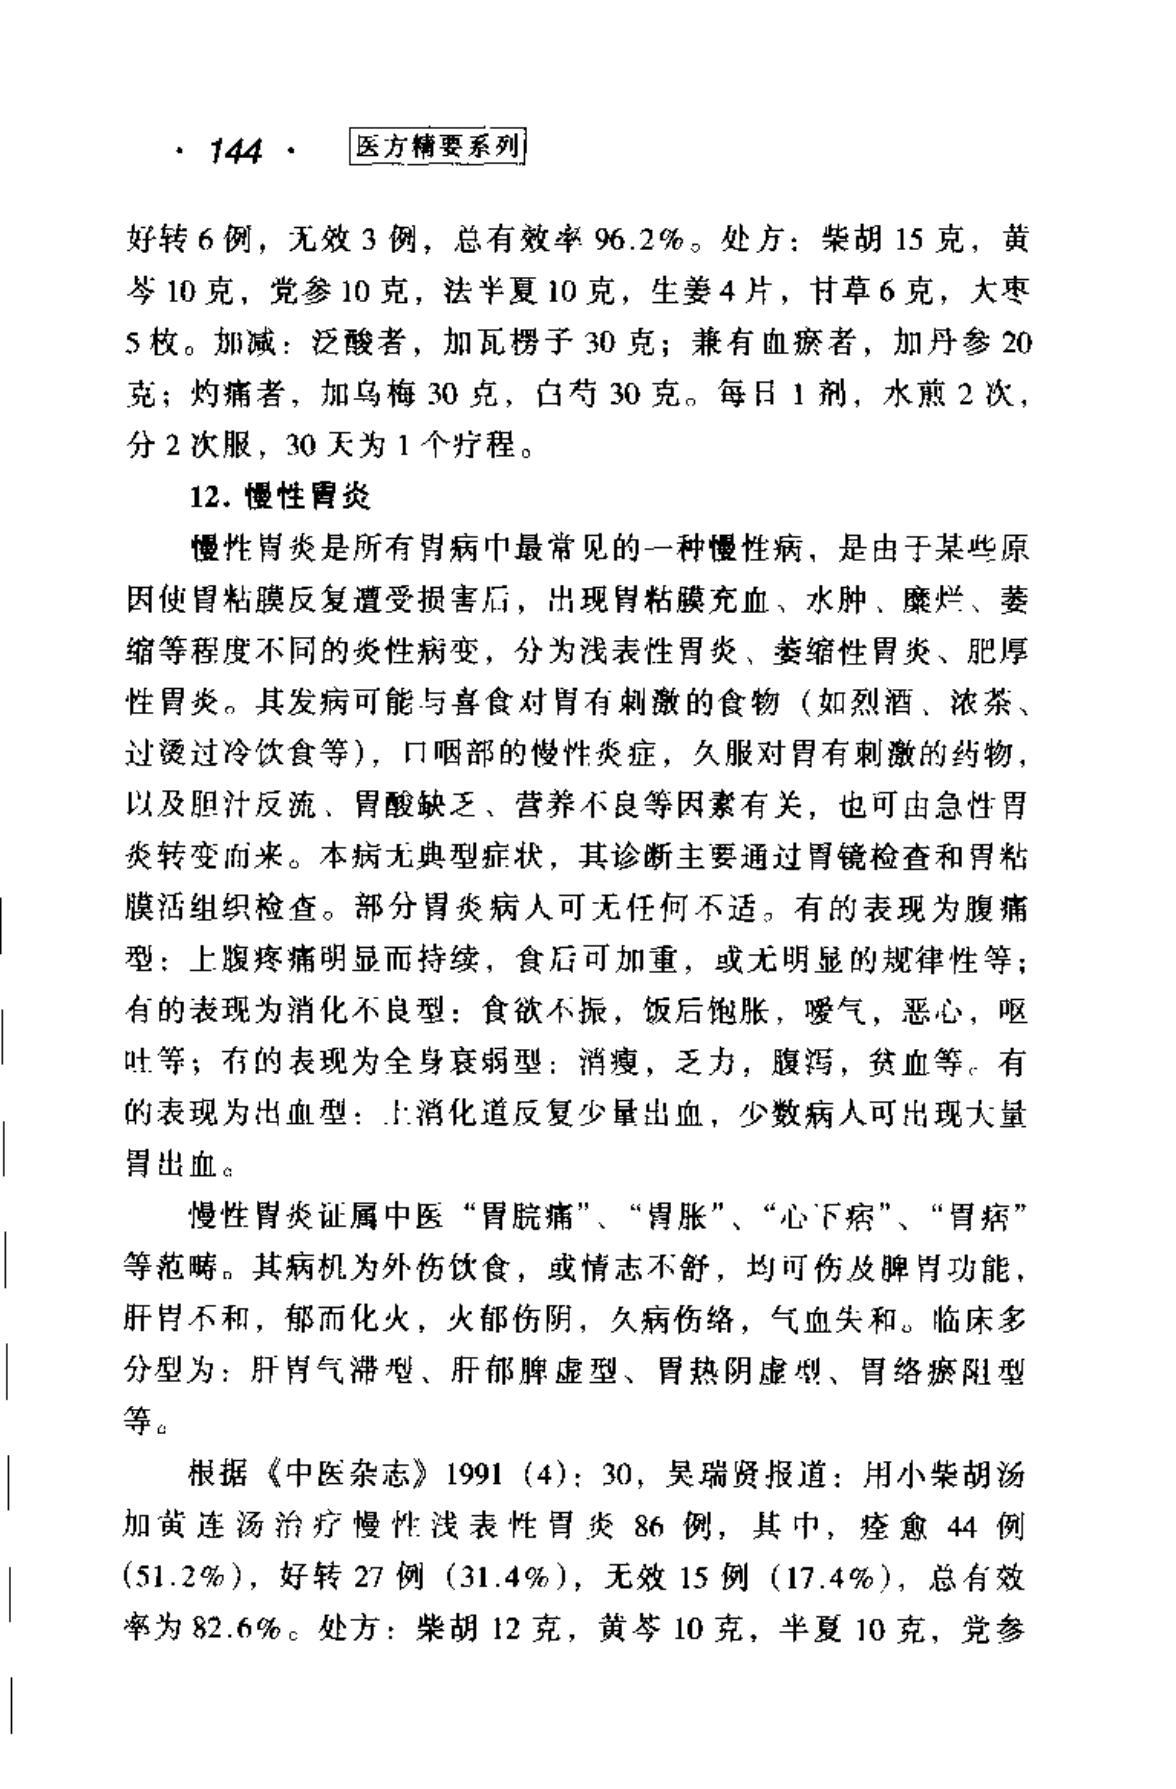 · 144 · 医方精要系列
好转 6 例，无效 3 例，总有效率 96.2%。处方：柴胡 15 克，黄
芩 10 克，党参 10 克，法半夏 10 克，生姜 4 片，甘草 6 克，大枣
5 枚。加减：泛酸者，加瓦楞子 30 克；兼有血瘀者，加丹参 20
克；灼痛者，加乌梅 30 克，白芍 30 克。每日 1 剂，水煎 2 次，
分 2 次服，30 天为 1 个疗程。
12. 慢性胃炎
慢性胃炎是所有胃病中最常见的一种慢性病，是由于某些原
因使胃粘膜反复遭受损害后，出现胃粘膜充血、水肿、糜烂、萎
缩等程度不同的炎性病变，分为浅表性胃炎、萎缩性胃炎、肥厚
性胃炎。其发病可能与喜食对胃有刺激的食物（如烈酒、浓茶、
过烫过冷饮食等），口咽部的慢性炎症，久服对胃有刺激的药物，
以及胆汁反流、胃酸缺乏、营养不良等因素有关，也可由急性胃
炎转变而来。本病无典型症状，其诊断主要通过胃镜检查和胃粘
膜活组织检查。部分胃炎病人可无任何不适。有的表现为腹痛
型：上腹疼痛明显而持续，食后可加重，或无明显的规律性等；
有的表现为消化不良型：食欲不振，饭后饱胀，嗳气，恶心，呕
吐等；有的表现为全身衰弱型：消瘦，乏力，腹泻，贫血等。有
的表现为出血型：上消化道反复少量出血，少数病人可出现大量
胃出血。
慢性胃炎证属中医“胃脘痛”、“胃胀”、“心下痞”、“胃痞”
等范畴。其病机为外伤饮食，或情志不舒，均可伤及脾胃功能，
肝胃不和，郁而化火，火郁伤阴，久病伤络，气血失和。临床多
分型为：肝胃气滞型、肝郁脾虚型、胃热阴虚型、胃络瘀阻型
等。
根据《中医杂志》1991（4）：30，吴瑞贤报道：用小柴胡汤
加黄连汤治疗慢性浅表性胃炎 86 例，其中，痊愈 44 例
（51.2%），好转 27 例（31.4%），无效 15 例（17.4%），总有效
率为 82.6%。处方：柴胡 12 克，黄芩 10 克，半夏 10 克，党参